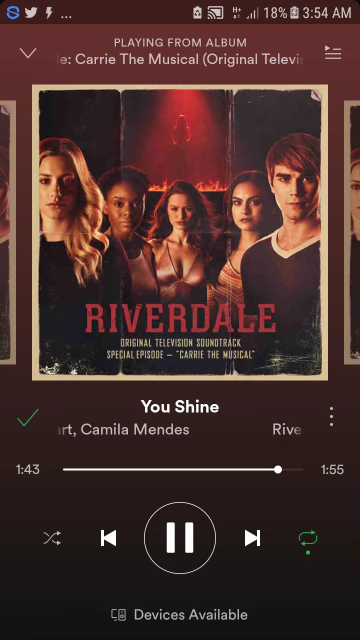 H+ 18% 3:54 AM
PLAYING FROM ALBUM
e: Carrie The Musical (Original Televis
RIVERDALE
ORIGINAL TELEVISION SOUNDTRACK
SPECIAL EPISODE – "CARRIE THE MUSICAL"
You Shine
art, Camila Mendes Rive
1:43 1:55
Devices Available